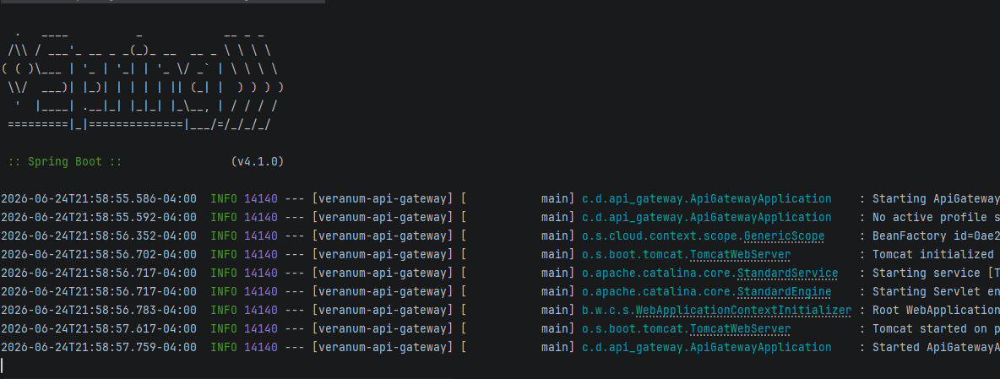 .   ____          _            __ _ _
 /\\ / ___'_ __ _ _(_)_ __  __ _ \ \ \ \
( ( )\___ | '_ | '_| | '_ \/ _` | \ \ \ \
 \\/  ___)| |_)| | | | | || (_| |  ) ) ) )
  '  |____| .__|_| |_|_| |_\__, | / / / /
 =========|_|==============|___/=/_/_/_/
 :: Spring Boot ::                (v4.1.0)
2026-06-24T21:58:55.586-04:00  INFO 14140 --- [veranum-api-gateway] [           main] c.d.api_gateway.ApiGatewayApplication    : Starting ApiGateway
2026-06-24T21:58:55.592-04:00  INFO 14140 --- [veranum-api-gateway] [           main] c.d.api_gateway.ApiGatewayApplication    : No active profile s
2026-06-24T21:58:56.352-04:00  INFO 14140 --- [veranum-api-gateway] [           main] o.s.cloud.context.scope.GenericScope     : BeanFactory id=0ae2
2026-06-24T21:58:56.702-04:00  INFO 14140 --- [veranum-api-gateway] [           main] o.s.boot.tomcat.TomcatWebServer          : Tomcat initialized
2026-06-24T21:58:56.717-04:00  INFO 14140 --- [veranum-api-gateway] [           main] o.apache.catalina.core.StandardService   : Starting service [T
2026-06-24T21:58:56.717-04:00  INFO 14140 --- [veranum-api-gateway] [           main] o.apache.catalina.core.StandardEngine    : Starting Servlet en
2026-06-24T21:58:56.783-04:00  INFO 14140 --- [veranum-api-gateway] [           main] b.w.c.s.WebApplicationContextInitializer : Root WebApplication
2026-06-24T21:58:57.617-04:00  INFO 14140 --- [veranum-api-gateway] [           main] o.s.boot.tomcat.TomcatWebServer          : Tomcat started on p
2026-06-24T21:58:57.759-04:00  INFO 14140 --- [veranum-api-gateway] [           main] c.d.api_gateway.ApiGatewayApplication    : Started ApiGatewayA